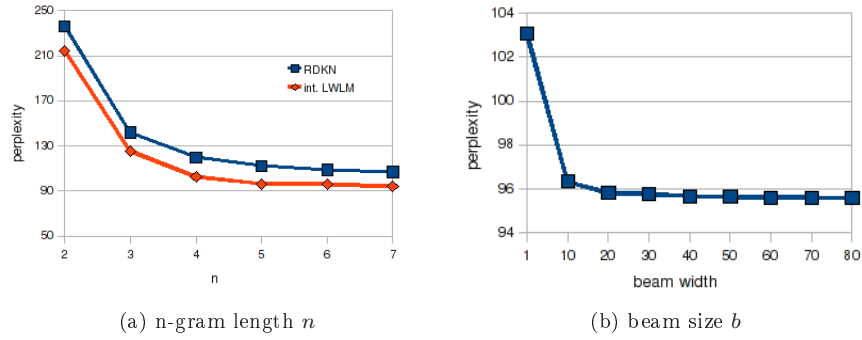 250
210
170
130
90
50
perplexity
RDKN
int. LWLM
2 3 4 5 6 7
n
(a) n-gram length n
104
102
100
98
96
94
perplexity
1 10 20 30 40 50 60 70 80
beam width
(b) beam size b